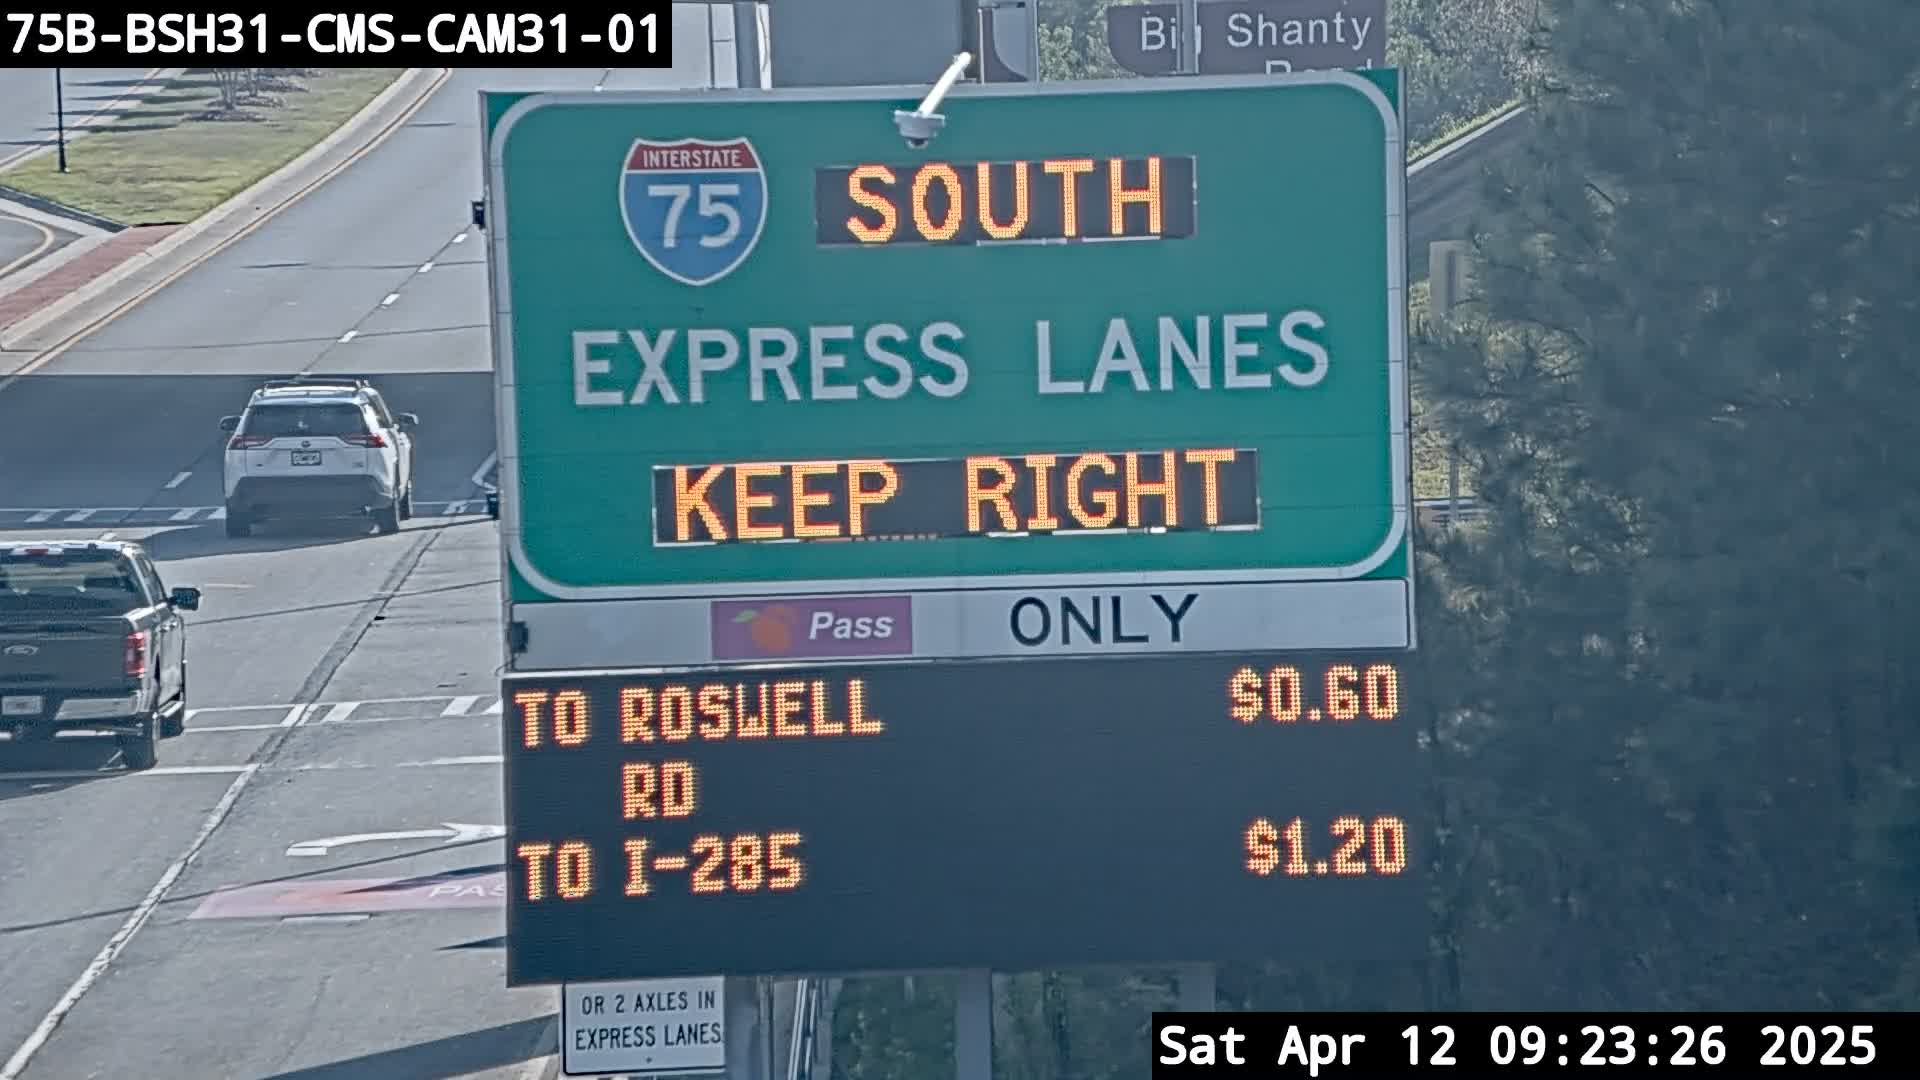 75B-BSH31-CMS-CAM31-01
Big Shanty
Road
INTERSTATE
75
SOUTH
EXPRESS LANES
KEEP RIGHT
Pass ONLY
TO ROSWELL $0.60
RD
TO I-285 $1.20
PAS
OR 2 AXLES IN
EXPRESS LANES
Sat Apr 12 09:23:26 2025